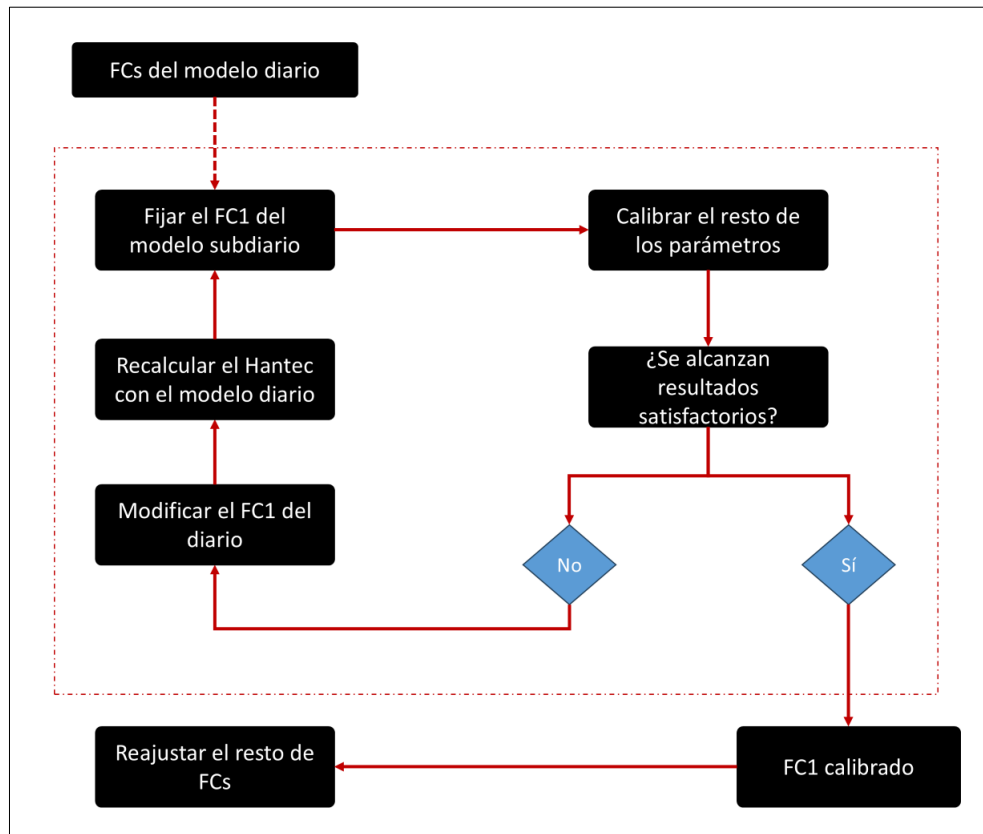 FCs del modelo diario
Fijar el FC1 del
modelo subdiario
Calibrar el resto de
los parámetros
Recalcular el Hantec
con el modelo diario
¿Se alcanzan
resultados
satisfactorios?
Modificar el FC1 del
diario
No
Sí
Reajustar el resto de
FCs
FC1 calibrado